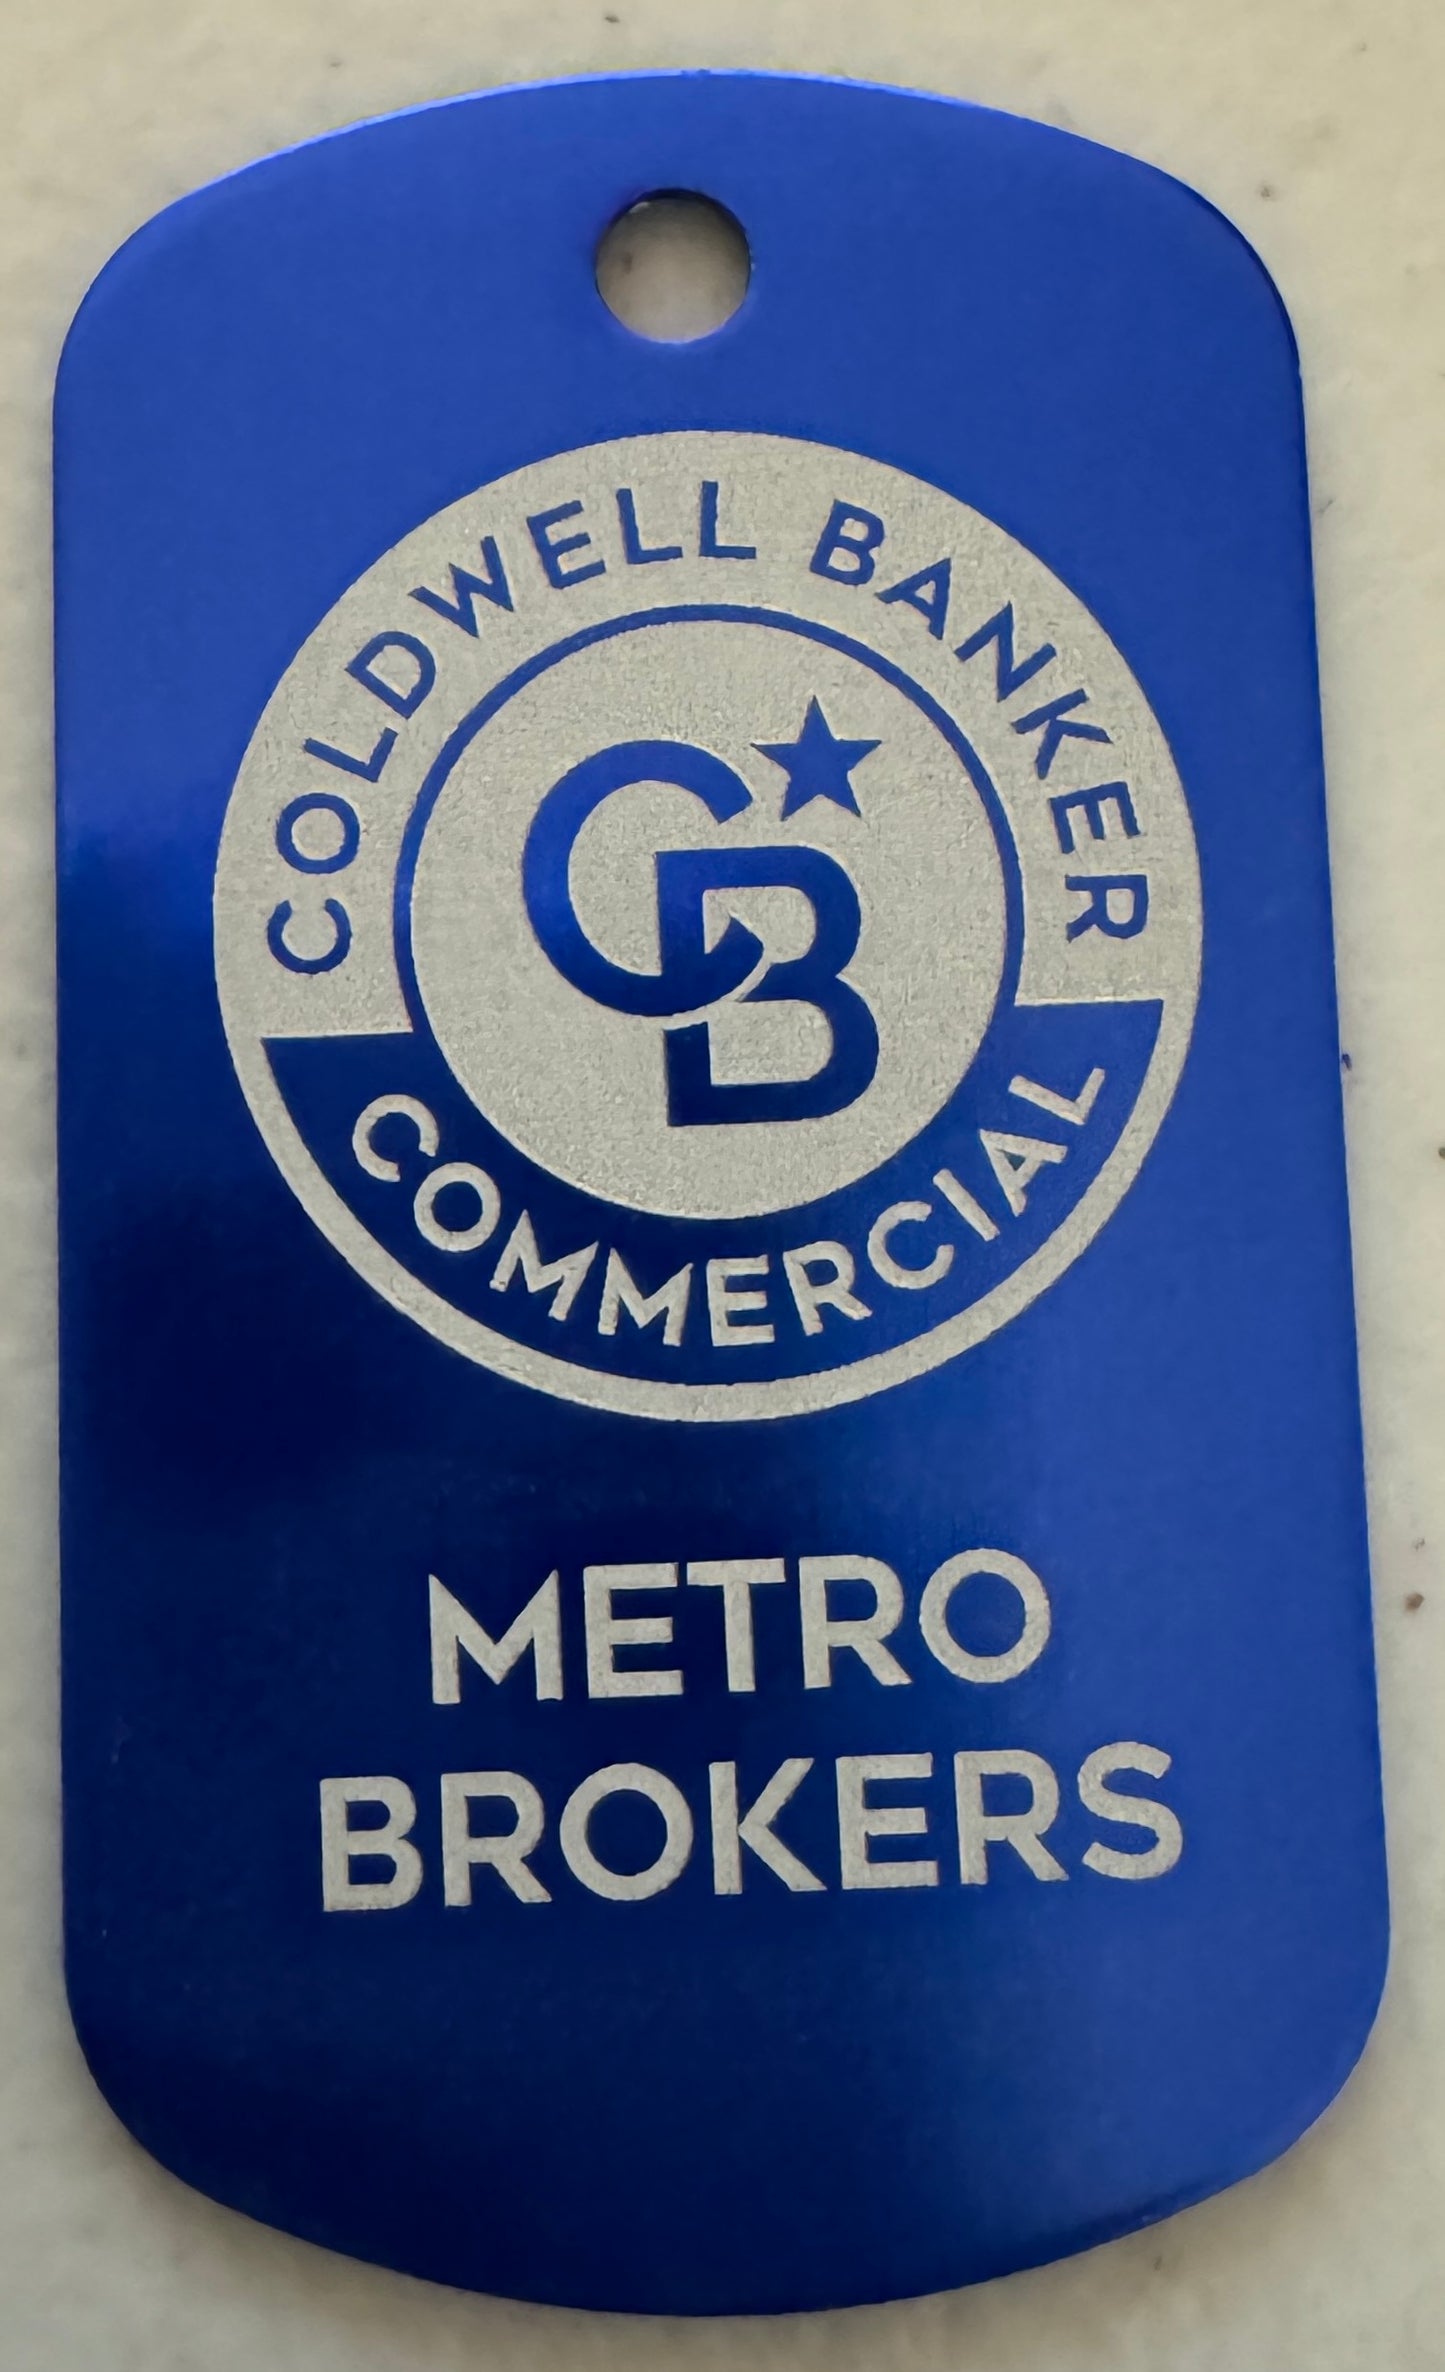 COLDWELL BANKER
CB
COMMERCIAL
METRO
BROKERS